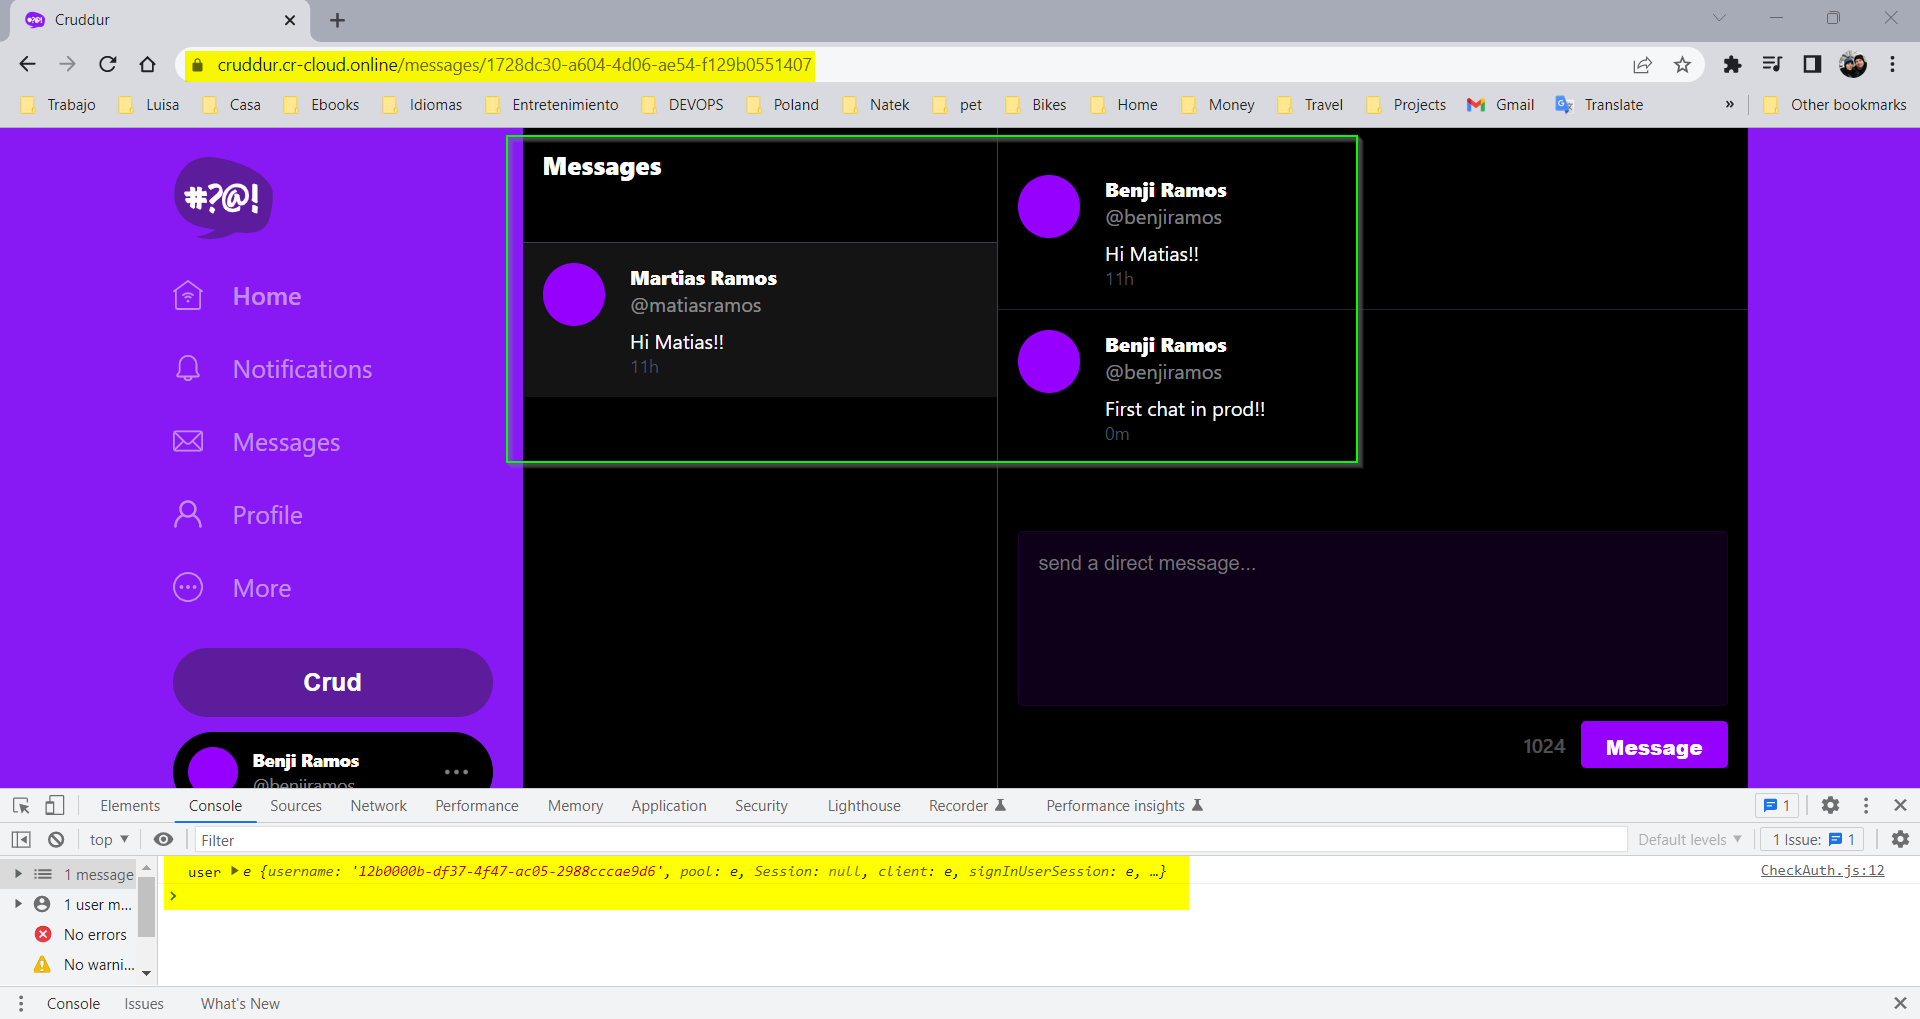 Cruddur
cruddur.cr-cloud.online/messages/1728dc30-a604-4d06-ae54-f129b0551407
Trabajo Luisa Casa Ebooks Idiomas Entretenimiento DEVOPS Poland Natek pet Bikes Home Money Travel Projects Gmail Translate » Other bookmarks
#?@!
Home
Notifications
Messages
Profile
More
Crud
Benji Ramos
@benjiramos
Messages
Martias Ramos
@matiasramos
Hi Matias!!
11h
Benji Ramos
@benjiramos
Hi Matias!!
11h
Benji Ramos
@benjiramos
First chat in prod!!
0m
send a direct message...
1024 Message
Elements Console Sources Network Performance Memory Application Security Lighthouse Recorder Performance insights 1
top Filter Default levels 1 Issue: 1
1 message
1 user m...
No errors
No warni...
user e {username: '12b0000b-df37-4f47-ac05-2988cccae9d6', pool: e, Session: null, client: e, signInUserSession: e, …} CheckAuth.js:12
Console Issues What's New